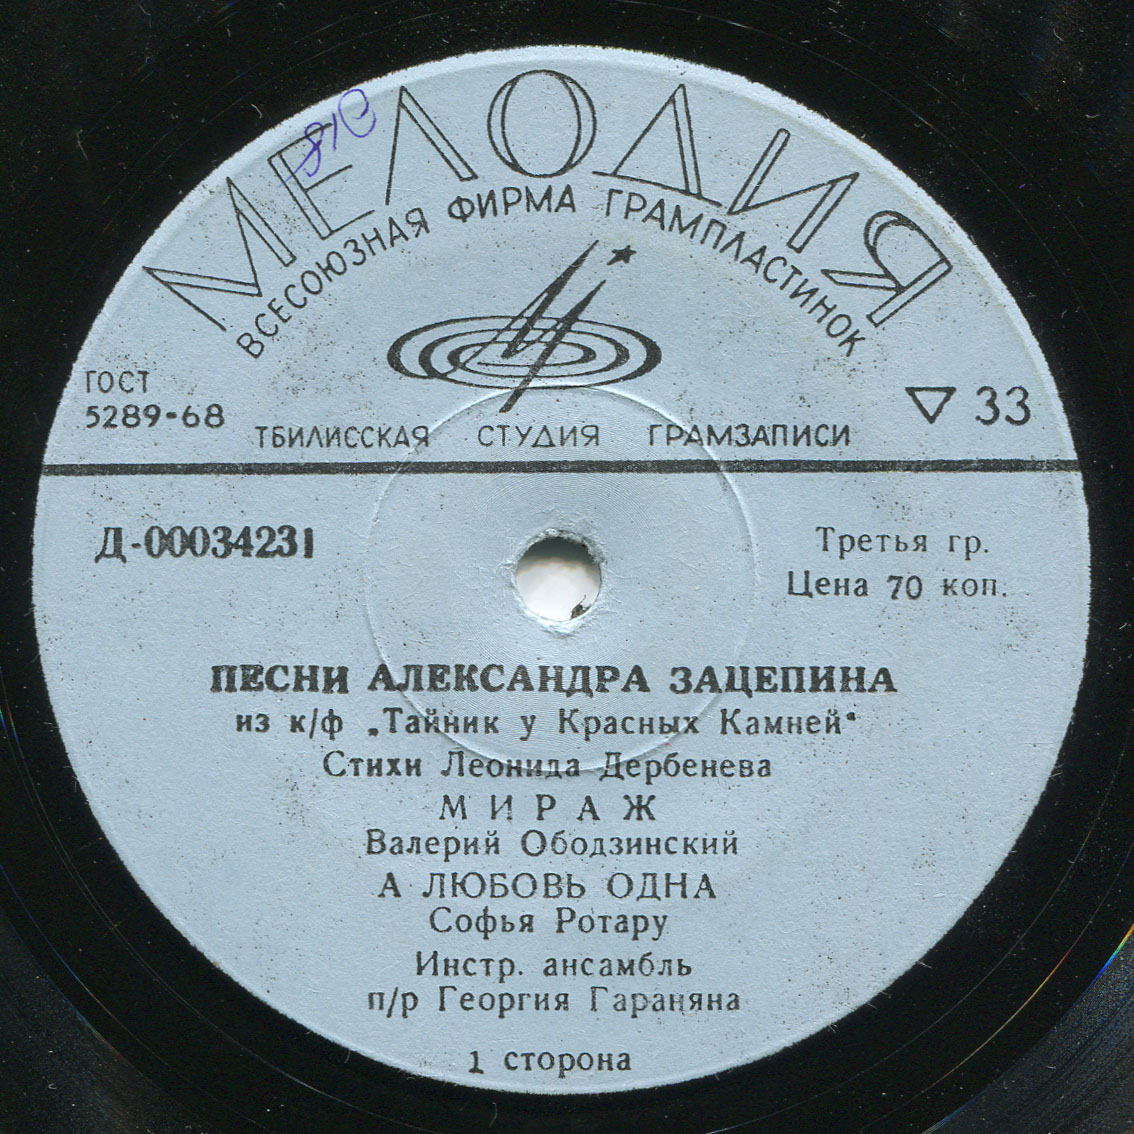 МЕЛОДИЯ
ВСЕСОЮЗНАЯ ФИРМА ГРАМПЛАСТИНОК
ГОСТ
5289-68
33
ТБИЛИССКАЯ СТУДИЯ ГРАМЗАПИСИ
Д-00034231
Третья гр.
Цена 70 коп.
ПЕСНИ АЛЕКСАНДРА ЗАЦЕПИНА
из к/ф „Тайник у Красных Камней“
Стихи Леонида Дербенева
МИРАЖ
Валерий Ободзинский
А ЛЮБОВЬ ОДНА
Софья Ротару
Инстр. ансамбль
п/р Георгия Гараняна
1 сторона